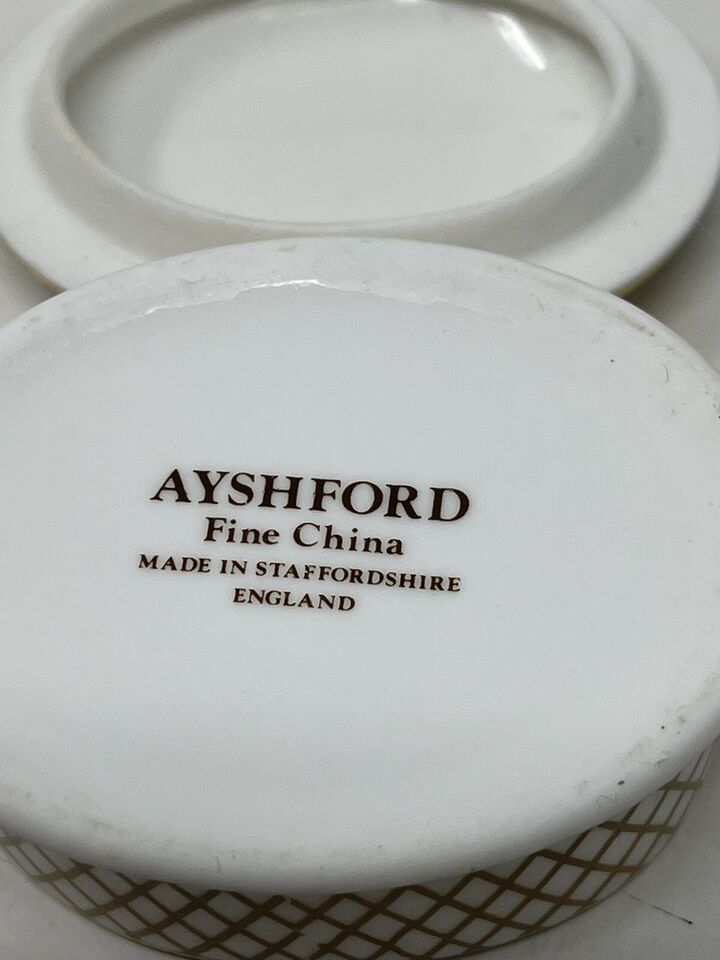 AYSHFORD
Fine China
MADE IN STAFFORDSHIRE
ENGLAND